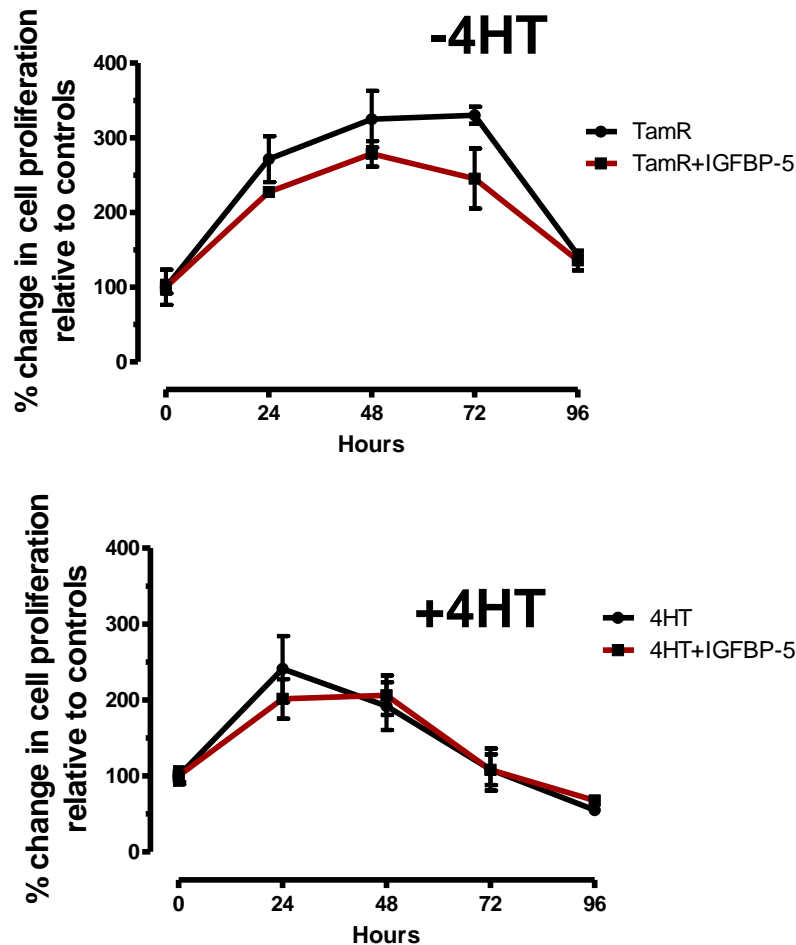 -4HT
% change in cell proliferation
relative to controls
400
300
200
100
0
TamR
TamR+IGFBP-5
0 24 48 72 96
Hours
+4HT
% change in cell proliferation
relative to controls
400
300
200
100
0
4HT
4HT+IGFBP-5
0 24 48 72 96
Hours